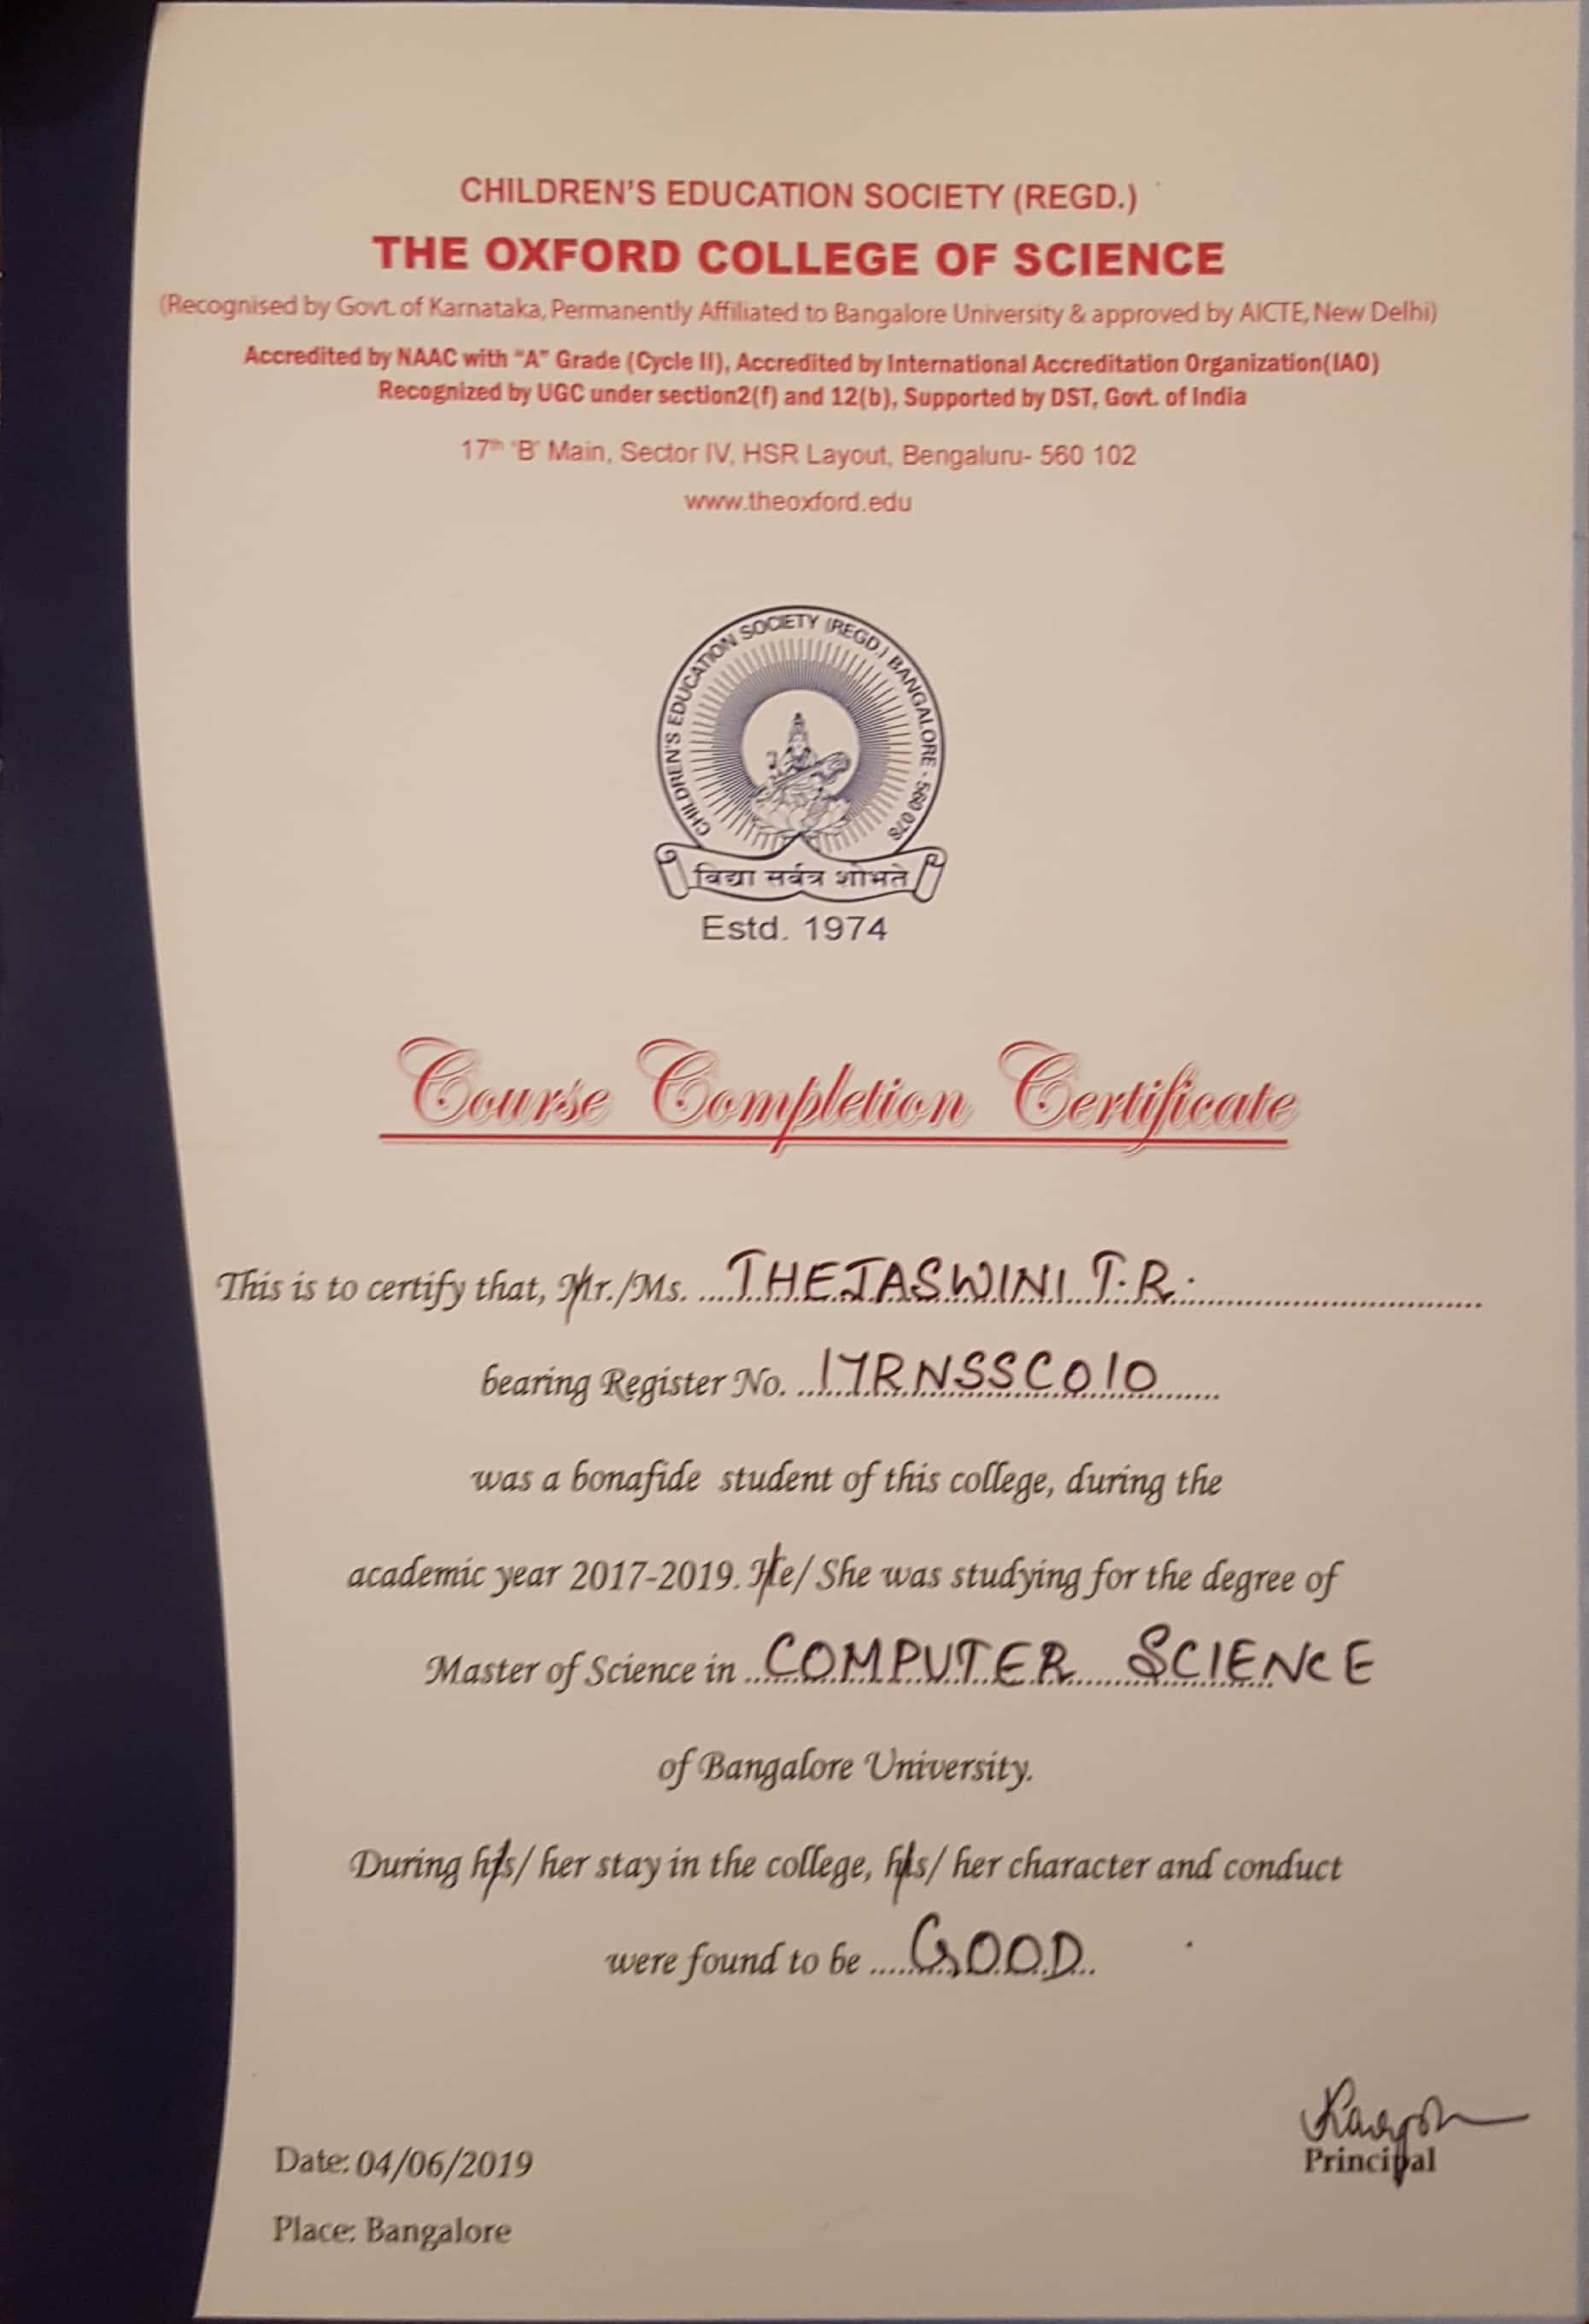 CHILDREN'S EDUCATION SOCIETY (REGD.)
THE OXFORD COLLEGE OF SCIENCE
(Recognised by Govt. of Karnataka, Permanently Affiliated to Bangalore University & approved by AICTE, New Delhi)
Accredited by NAAC with "A" Grade (Cycle II), Accredited by International Accreditation Organization(IAO)
Recognized by UGC under section2(f) and 12(b), Supported by DST, Govt. of India
17th 'B' Main, Sector IV, HSR Layout, Bengaluru- 560 102
www.theoxford.edu
CHILDREN'S EDUCATION SOCIETY (REGD.) BANGALORE - 560 078
विद्या सर्वत्र शोभते
Estd. 1974
Course Completion Certificate
This is to certify that, Mr./Ms. THEJASWINI T.R.
bearing Register No. 17RNSSC010
was a bonafide student of this college, during the
academic year 2017-2019. He/ She was studying for the degree of
Master of Science in COMPUTER SCIENCE
of Bangalore University.
During his/ her stay in the college, his/ her character and conduct
were found to be GOOD
Principal
Date: 04/06/2019
Place: Bangalore